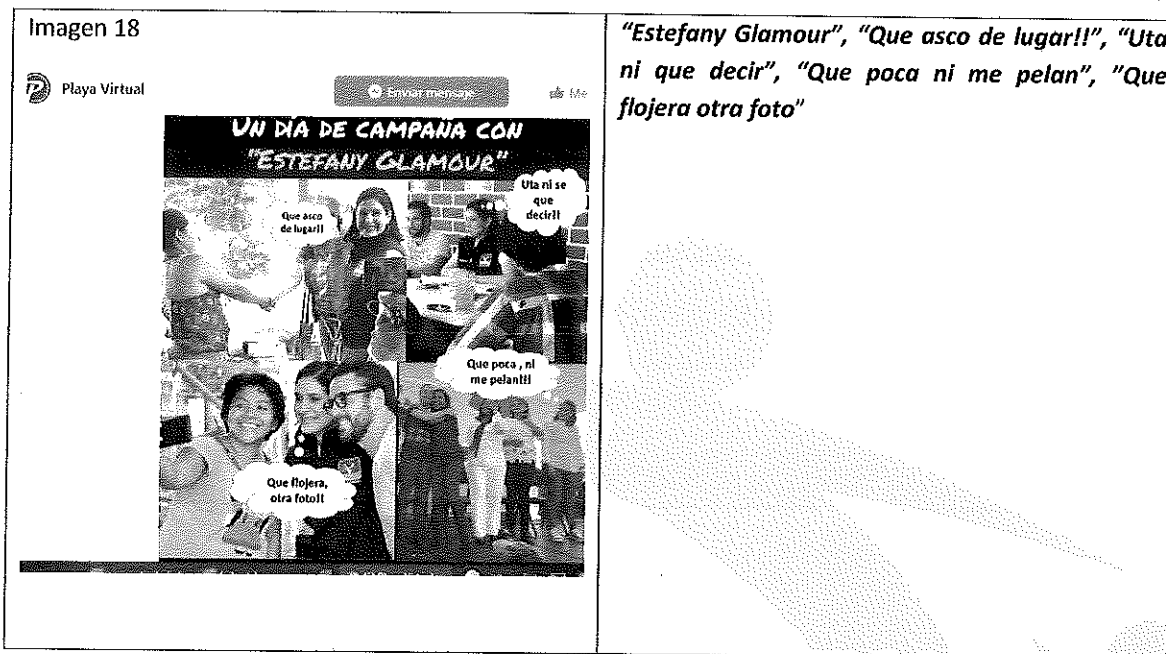 Imagen 18
Playa Virtual
Enviar mensaje
Me
UN DÍA DE CAMPAÑA CON
"ESTEFANY GLAMOUR"
Que asco
de lugar!!
Uta ni se
que
decir!!
Que poca , ni
me pelan!!!
Que flojera,
otra foto!!
"Estefany Glamour", "Que asco de lugar!!", "Uta
ni que decir", "Que poca ni me pelan", "Que
flojera otra foto"